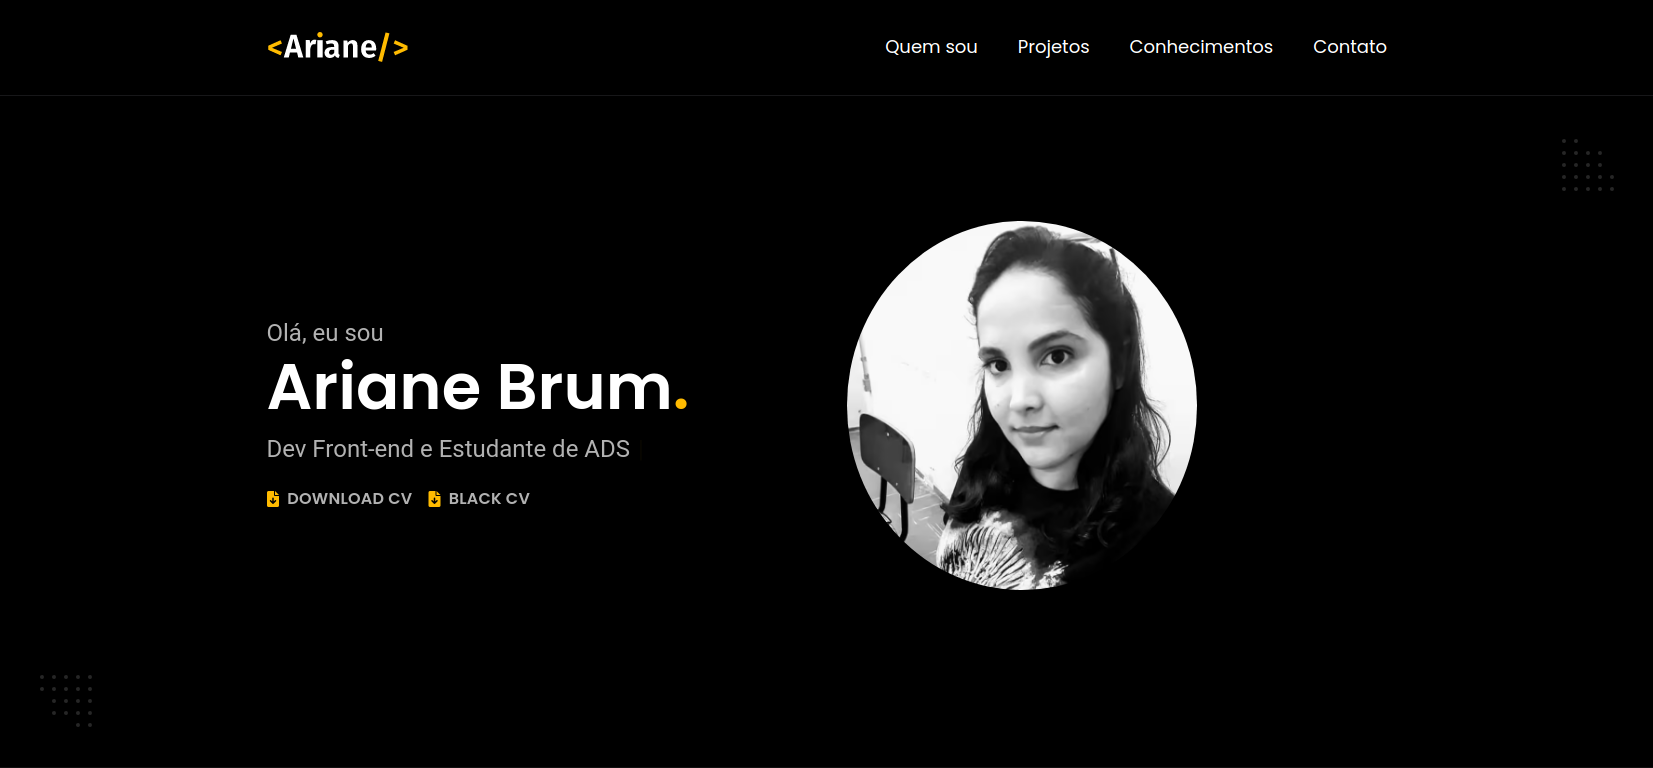 <Ariane/>
Quem sou Projetos Conhecimentos Contato
Olá, eu sou
Ariane Brum.
Dev Front-end e Estudante de ADS
DOWNLOAD CV BLACK CV